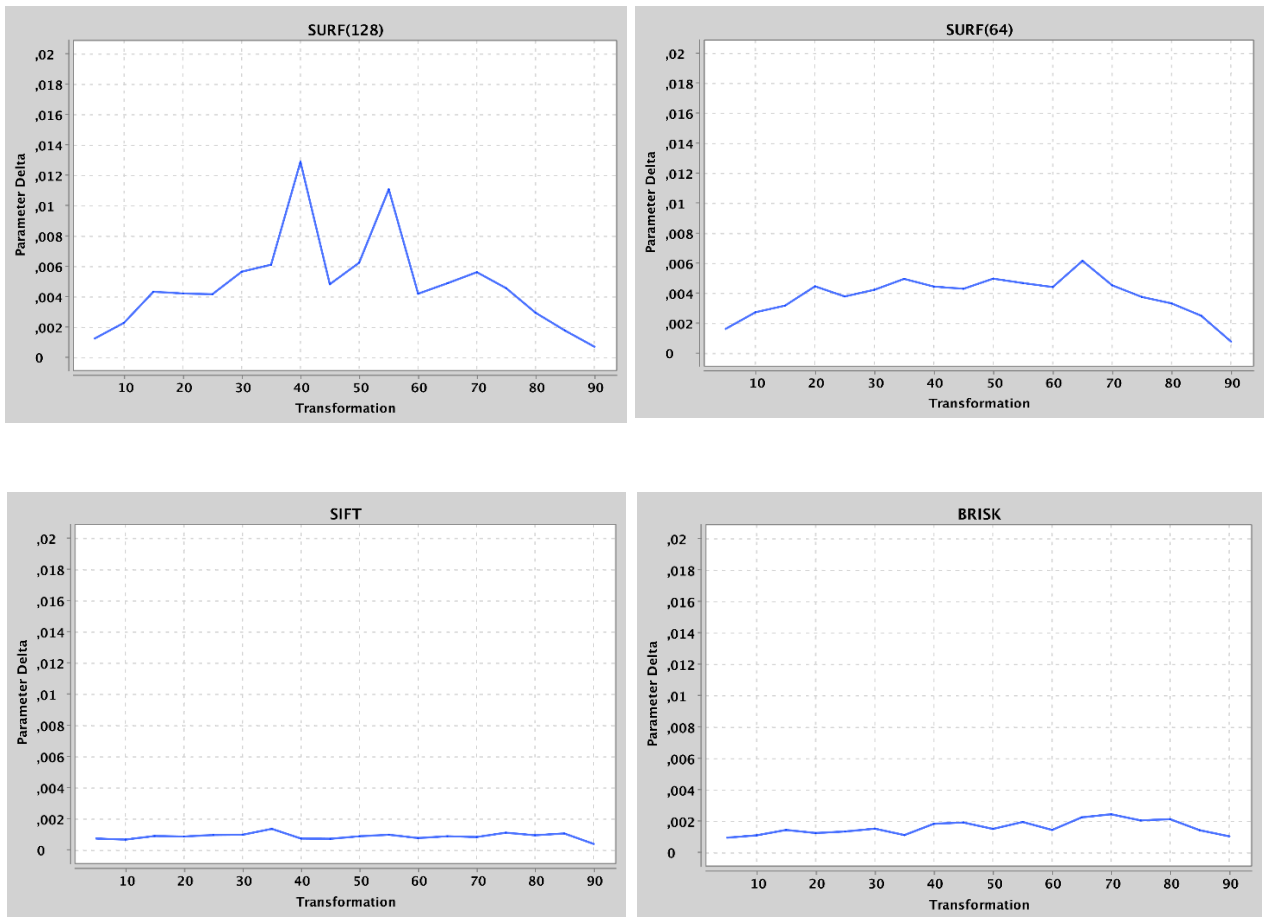 SURF(128)
,02
,018
,016
,014
,012
,01
,008
,006
,004
,002
0
Parameter Delta
10 20 30 40 50 60 70 80 90
Transformation
SURF(64)
,02
,018
,016
,014
,012
,01
,008
,006
,004
,002
0
Parameter Delta
10 20 30 40 50 60 70 80 90
Transformation
SIFT
,02
,018
,016
,014
,012
,01
,008
,006
,004
,002
0
Parameter Delta
10 20 30 40 50 60 70 80 90
Transformation
BRISK
,02
,018
,016
,014
,012
,01
,008
,006
,004
,002
0
Parameter Delta
10 20 30 40 50 60 70 80 90
Transformation